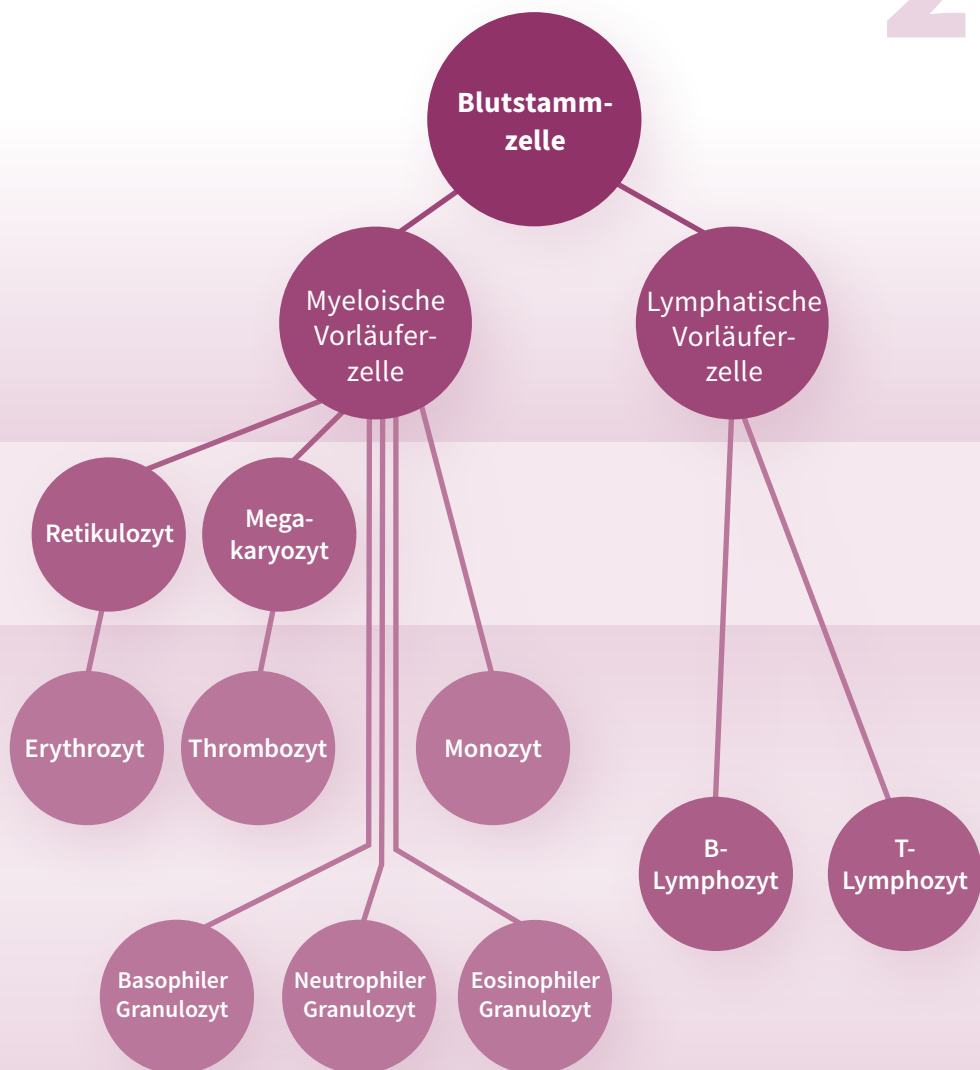 2
Blutstamm-
zelle
Myeloische
Vorläufer-
zelle
Lymphatische
Vorläufer-
zelle
Retikulozyt
Mega-
karyozyt
Erythrozyt
Thrombozyt
Monozyt
B-
Lymphozyt
T-
Lymphozyt
Basophiler
Granulozyt
Neutrophiler
Granulozyt
Eosinophiler
Granulozyt